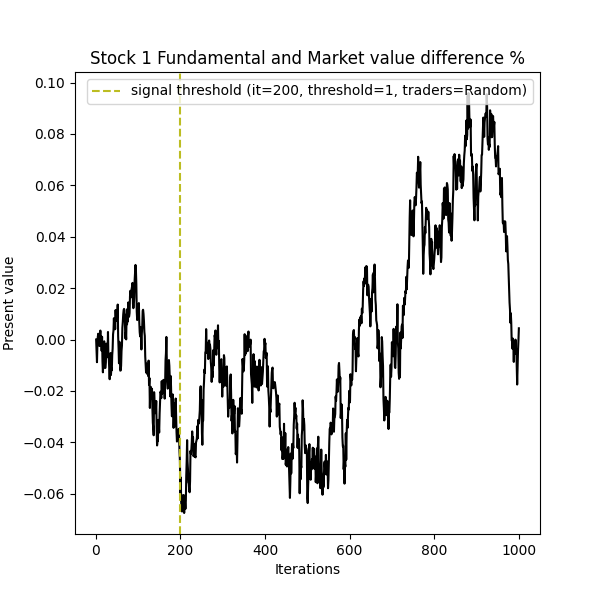 Stock 1 Fundamental and Market value difference %
signal threshold (it=200, threshold=1, traders=Random)
0.10
0.08
0.06
0.04
0.02
0.00
−0.02
−0.04
−0.06
Present value
0 200 400 600 800 1000
Iterations